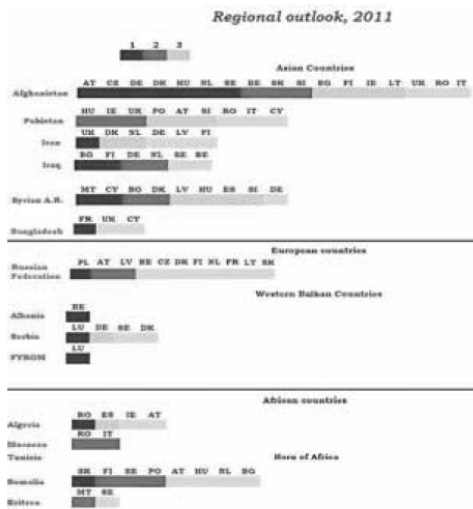 Regional outlook, 2011
1 2 3
Asian Countries
AT CZ DE DK HU NL SE BE SK SI BG FI IE LT UK RO IT
Afghanistan
HU IE UK PO AT SI RO IT CY
Pakistan
UK DK NL DE LV FI
Iran
BG FI DE NL SE BE
Iraq
MT CY BG DK LV HU ES SI DE
Syrian A.R.
FR UK CY
Bangladesh
European countries
PL AT LV BE CZ DK FI NL FR LT SK
Russian
Federation
Western Balkan Countries
BE
Albania
LU DE SE DK
Serbia
LU
FYROM
African countries
RO ES IE AT
Algeria
RO IT
Morocco
Tunisia
Horn of Africa
SK FI SE PO AT HU NL BG
Somalia
MT SE
Eritrea